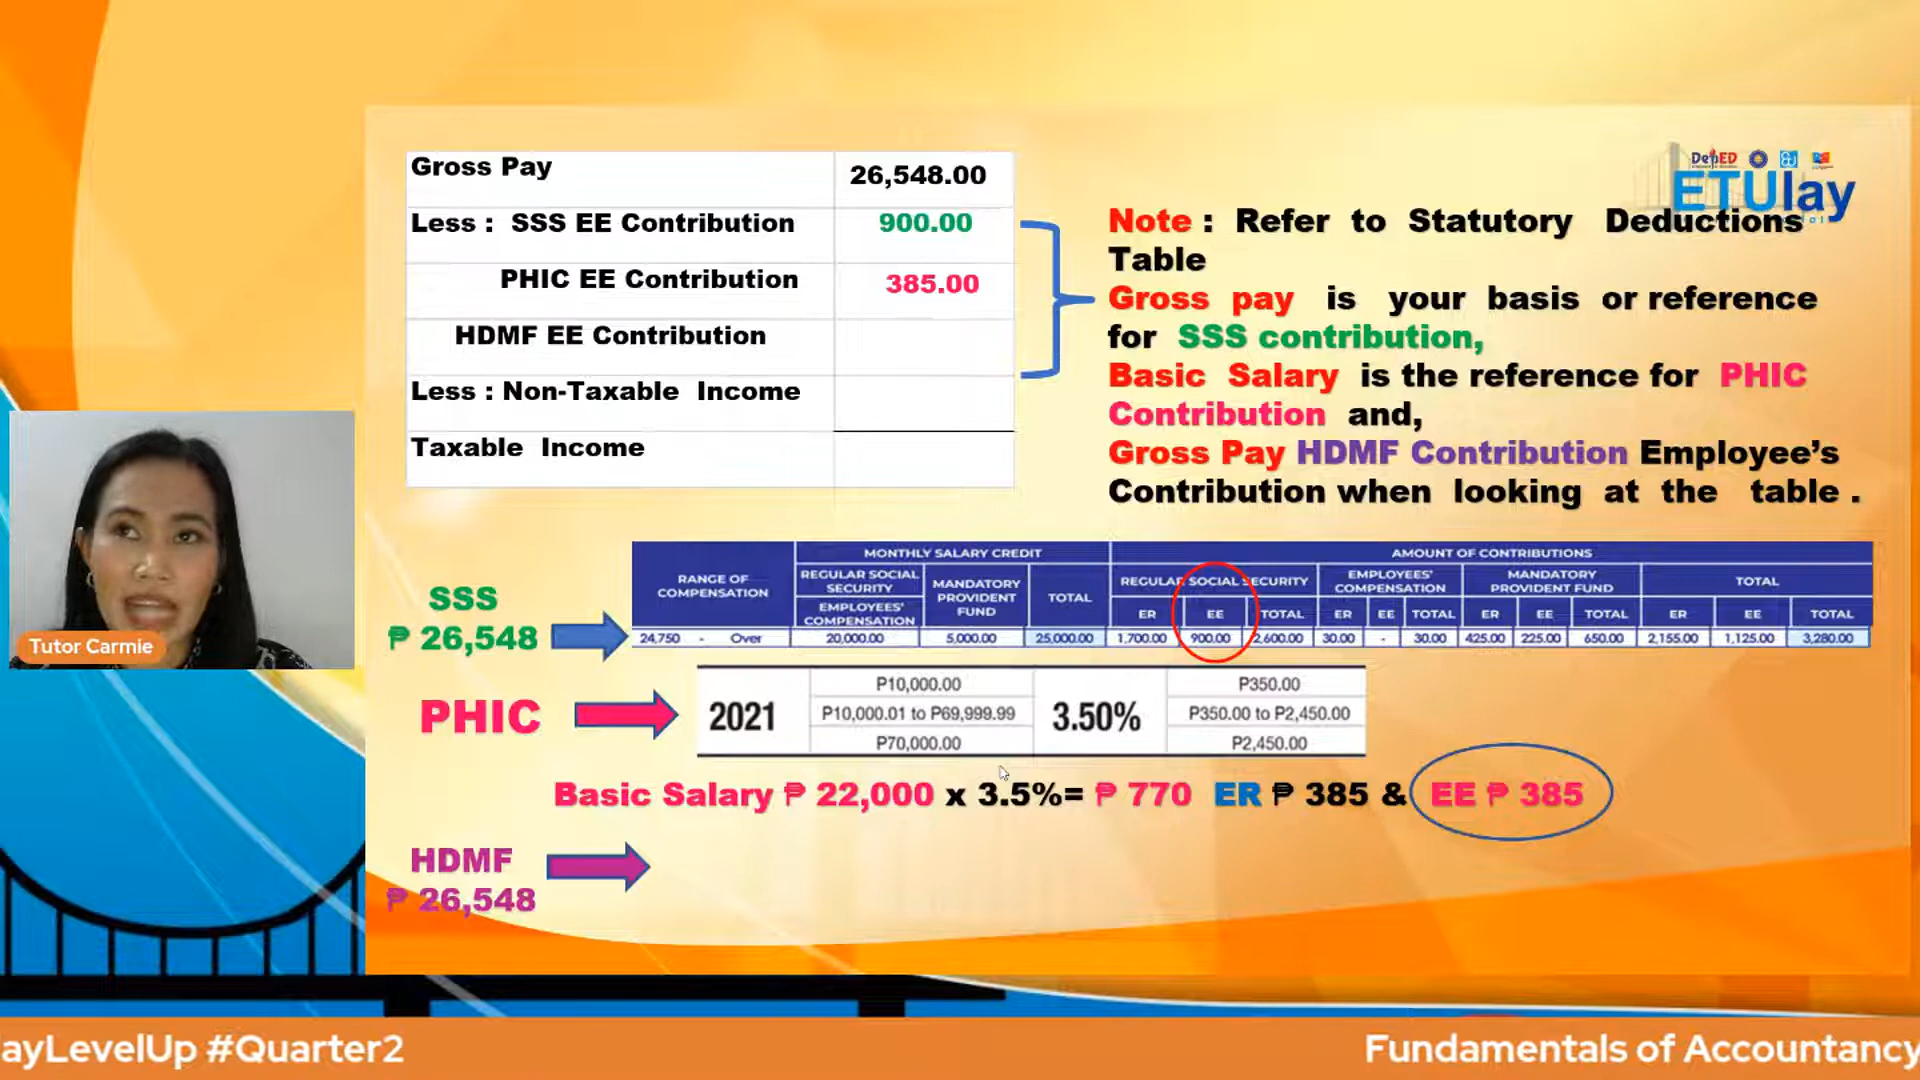 Gross Pay 26,548.00
Less : SSS EE Contribution 900.00
PHIC EE Contribution 385.00
HDMF EE Contribution
Less : Non-Taxable Income
Taxable Income
DepED
ETUlay
Note : Refer to Statutory Deductions
Table
Gross pay is your basis or reference
for SSS contribution,
Basic Salary is the reference for PHIC
Contribution and,
Gross Pay HDMF Contribution Employee's
Contribution when looking at the table .
SSS
₱ 26,548
RANGE OF COMPENSATION
MONTHLY SALARY CREDIT
REGULAR SOCIAL SECURITY
EMPLOYEES' COMPENSATION
MANDATORY PROVIDENT FUND
TOTAL
AMOUNT OF CONTRIBUTIONS
REGULAR SOCIAL SECURITY
EMPLOYEES' COMPENSATION
MANDATORY PROVIDENT FUND
TOTAL
ER EE TOTAL ER EE TOTAL ER EE TOTAL ER EE TOTAL
24,750 - Over 20,000.00 5,000.00 25,000.00 1,700.00 900.00 2,600.00 30.00 - 30.00 425.00 225.00 650.00 2,155.00 1,125.00 3,280.00
PHIC
2021
P10,000.00
P10,000.01 to P69,999.99
P70,000.00
3.50%
P350.00
P350.00 to P2,450.00
P2,450.00
Basic Salary ₱ 22,000 x 3.5%= ₱ 770 ER ₱ 385 & EE ₱ 385
HDMF
₱ 26,548
Tutor Carmie
ayLevelUp #Quarter2
Fundamentals of Accountancy